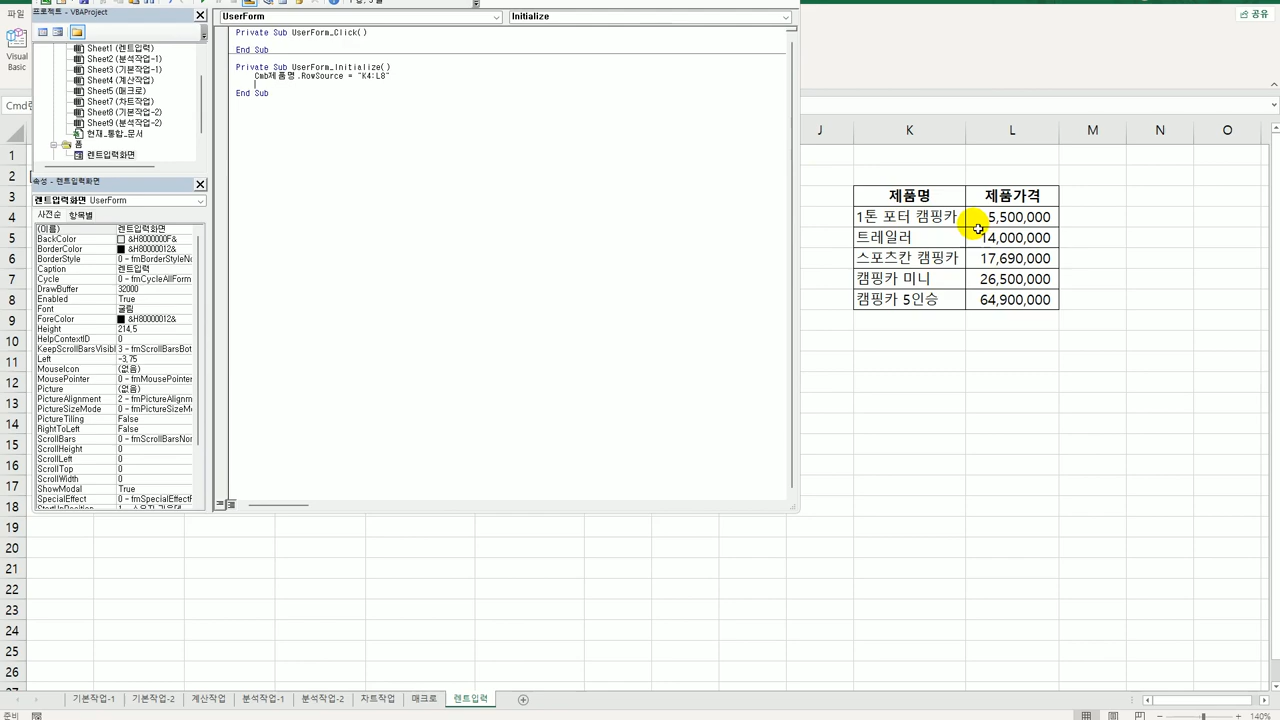 파일
프로젝트 - VBAProject
UserForm
Initialize
공유
Visual
Basic
Sheet1 (렌트입력)
Sheet2 (분석작업-1)
Sheet3 (기본작업-1)
Sheet4 (계산작업)
Sheet5 (매크로)
Sheet7 (차트작업)
Sheet8 (기본작업-2)
Sheet9 (분석작업-2)
현재_통합_문서
폼
렌트입력화면
Private Sub UserForm_Click()
End Sub
Private Sub UserForm_Initialize()
Cmb제품명.RowSource = "K4:L8"
End Sub
속성 - 렌트입력화면
렌트입력화면 UserForm
사전순 항목별
(이름) 렌트입력화면
BackColor &H8000000F&
BorderColor &H80000012&
BorderStyle 0 - fmBorderStyleNo
Caption 렌트입력
Cycle 0 - fmCycleAllForm
DrawBuffer 32000
Enabled True
Font 굴림
ForeColor &H80000012&
Height 214,5
HelpContextID 0
KeepScrollBarsVisibl 3 - fmScrollBarsBot
Left -3,75
MouseIcon (없음)
MousePointer 0 - fmMousePointer
Picture (없음)
PictureAlignment 2 - fmPictureAlignm
PictureSizeMode 0 - fmPictureSizeM
PictureTiling False
RightToLeft False
ScrollBars 0 - fmScrollBarsNor
ScrollHeight 0
ScrollLeft 0
ScrollTop 0
ScrollWidth 0
ShowModal True
SpecialEffect 0 - fmSpecialEffectF
J K L M N O
1
2
3 제품명 제품가격
4 1톤 포터 캠핑카 5,500,000
5 트레일러 14,000,000
6 스포츠칸 캠핑카 17,690,000
7 캠핑카 미니 26,500,000
8 캠핑카 5인승 64,900,000
9
10
11
12
13
14
15
16
17
18
19
20
21
22
23
24
25
26
27
기본작업-1 기본작업-2 계산작업 분석작업-1 분석작업-2 차트작업 매크로 렌트입력
준비
140%